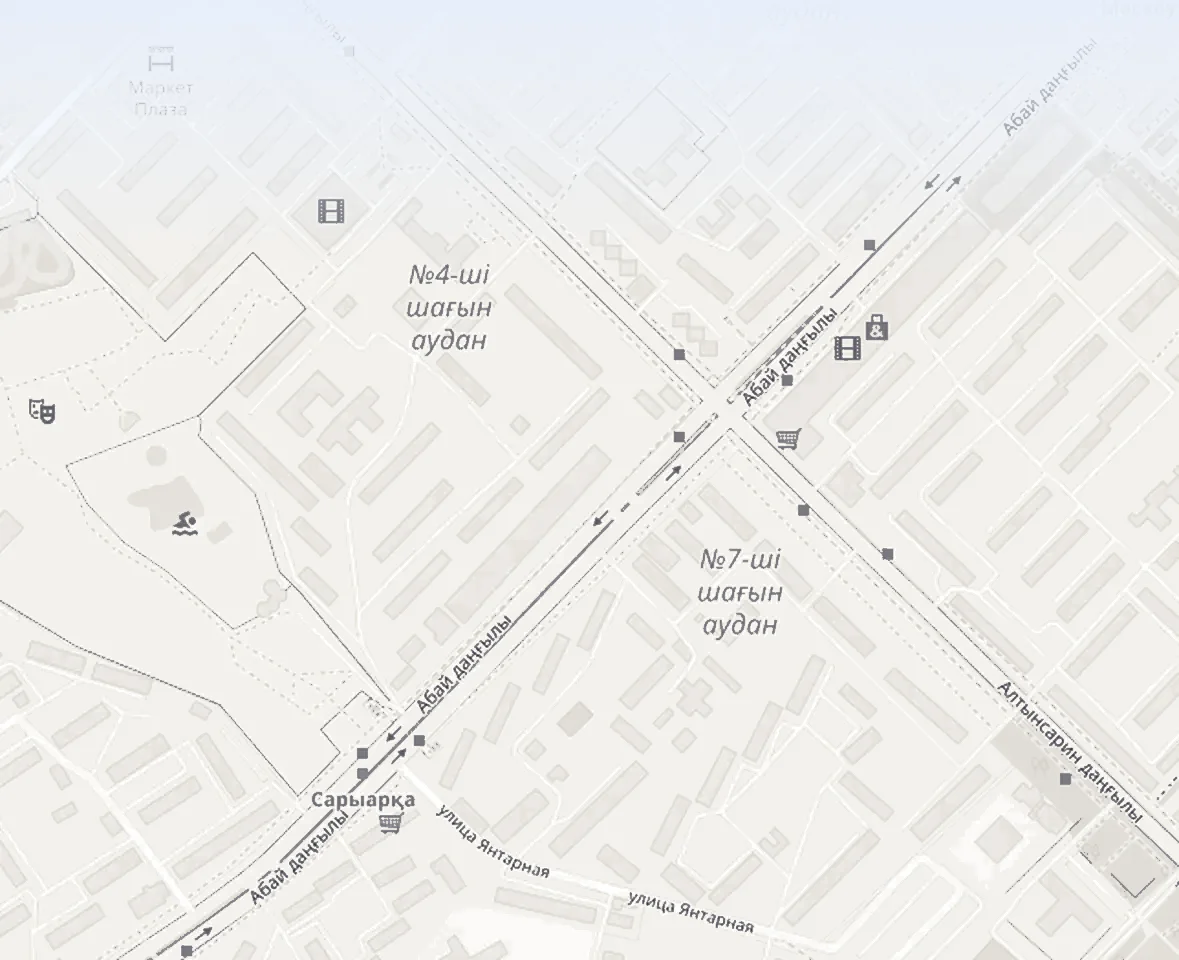 Маркет
Плаза
Абай даңғылы
№4-ші
шағын
аудан
Абай даңғылы
№7-ші
шағын
аудан
Абай даңғылы
Алтынсарин даңғылы
Сарыарқа
Абай даңғылы
улица Янтарная
улица Янтарная